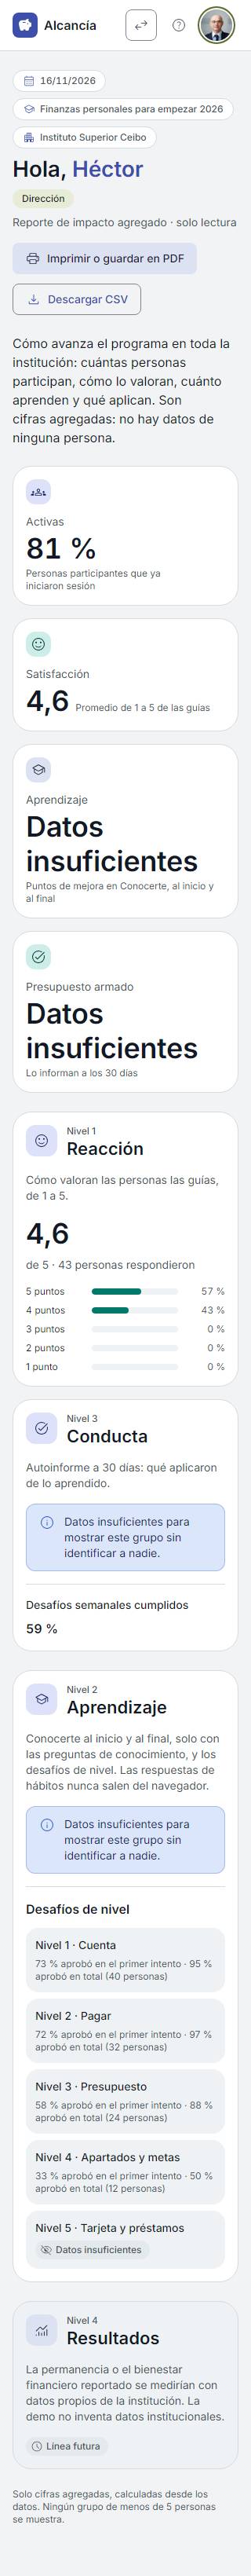 Alcancía
16/11/2026
Finanzas personales para empezar 2026
Instituto Superior Ceibo
Hola, Héctor
Dirección
Reporte de impacto agregado · solo lectura
Imprimir o guardar en PDF
Descargar CSV
Cómo avanza el programa en toda la
institución: cuántas personas
participan, cómo lo valoran, cuánto
aprenden y qué aplican. Son
cifras agregadas: no hay datos de
ninguna persona.
Activas
81 %
Personas participantes que ya
iniciaron sesión
Satisfacción
4,6 Promedio de 1 a 5 de las guías
Aprendizaje
Datos
insuficientes
Puntos de mejora en Conocerte, al inicio y
al final
Presupuesto armado
Datos
insuficientes
Lo informan a los 30 días
Nivel 1
Reacción
Cómo valoran las personas las guías,
de 1 a 5.
4,6
de 5 · 43 personas respondieron
5 puntos 57 %
4 puntos 43 %
3 puntos 0 %
2 puntos 0 %
1 punto 0 %
Nivel 3
Conducta
Autoinforme a 30 días: qué aplicaron
de lo aprendido.
Datos insuficientes para
mostrar este grupo sin
identificar a nadie.
Desafíos semanales cumplidos
59 %
Nivel 2
Aprendizaje
Conocerte al inicio y al final, solo con
las preguntas de conocimiento, y los
desafíos de nivel. Las respuestas de
hábitos nunca salen del navegador.
Datos insuficientes para
mostrar este grupo sin
identificar a nadie.
Desafíos de nivel
Nivel 1 · Cuenta
73 % aprobó en el primer intento · 95 %
aprobó en total (40 personas)
Nivel 2 · Pagar
72 % aprobó en el primer intento · 97 %
aprobó en total (32 personas)
Nivel 3 · Presupuesto
58 % aprobó en el primer intento · 88 %
aprobó en total (24 personas)
Nivel 4 · Apartados y metas
33 % aprobó en el primer intento · 50 %
aprobó en total (12 personas)
Nivel 5 · Tarjeta y préstamos
Datos insuficientes
Nivel 4
Resultados
La permanencia o el bienestar
financiero reportado se medirían con
datos propios de la institución. La
demo no inventa datos institucionales.
Línea futura
Solo cifras agregadas, calculadas desde los
datos. Ningún grupo de menos de 5 personas
se muestra.